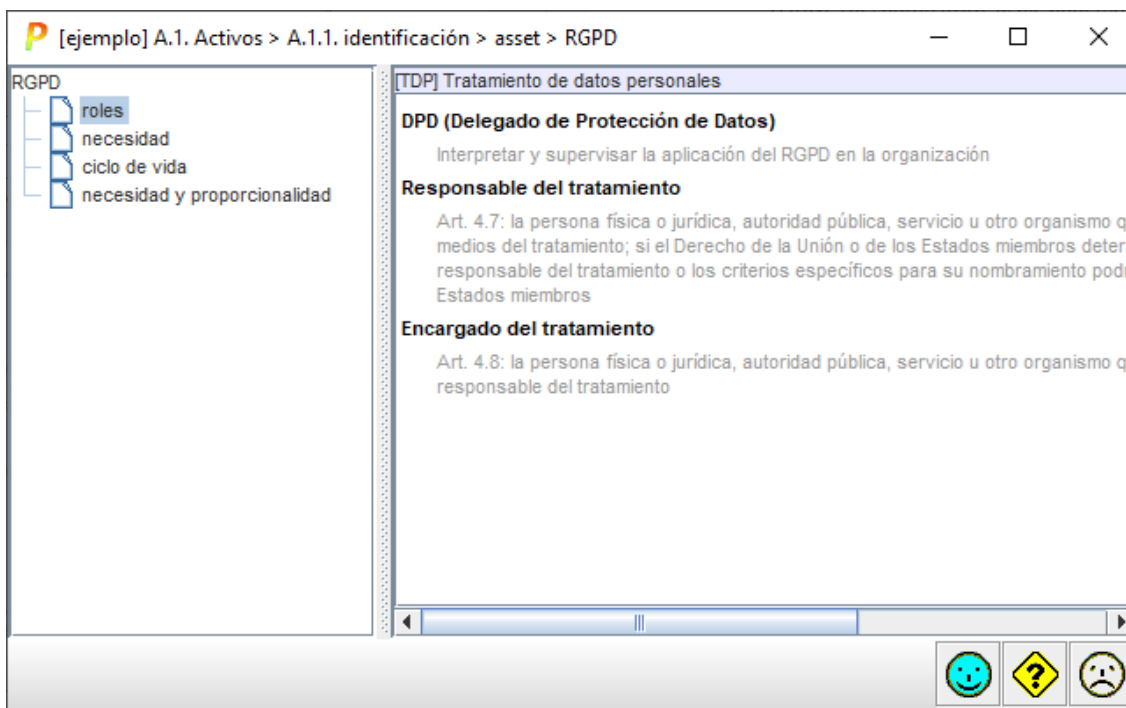 [ejemplo] A.1. Activos > A.1.1. identificación > asset > RGPD
RGPD
roles
necesidad
ciclo de vida
necesidad y proporcionalidad
[TDP] Tratamiento de datos personales
DPD (Delegado de Protección de Datos)
Interpretar y supervisar la aplicación del RGPD en la organización
Responsable del tratamiento
Art. 4.7: la persona física o jurídica, autoridad pública, servicio u otro organismo
medios del tratamiento; si el Derecho de la Unión o de los Estados miembros
responsable del tratamiento o los criterios específicos para su nombramiento
Estados miembros
Encargado del tratamiento
Art. 4.8: la persona física o jurídica, autoridad pública, servicio u otro organismo
responsable del tratamiento